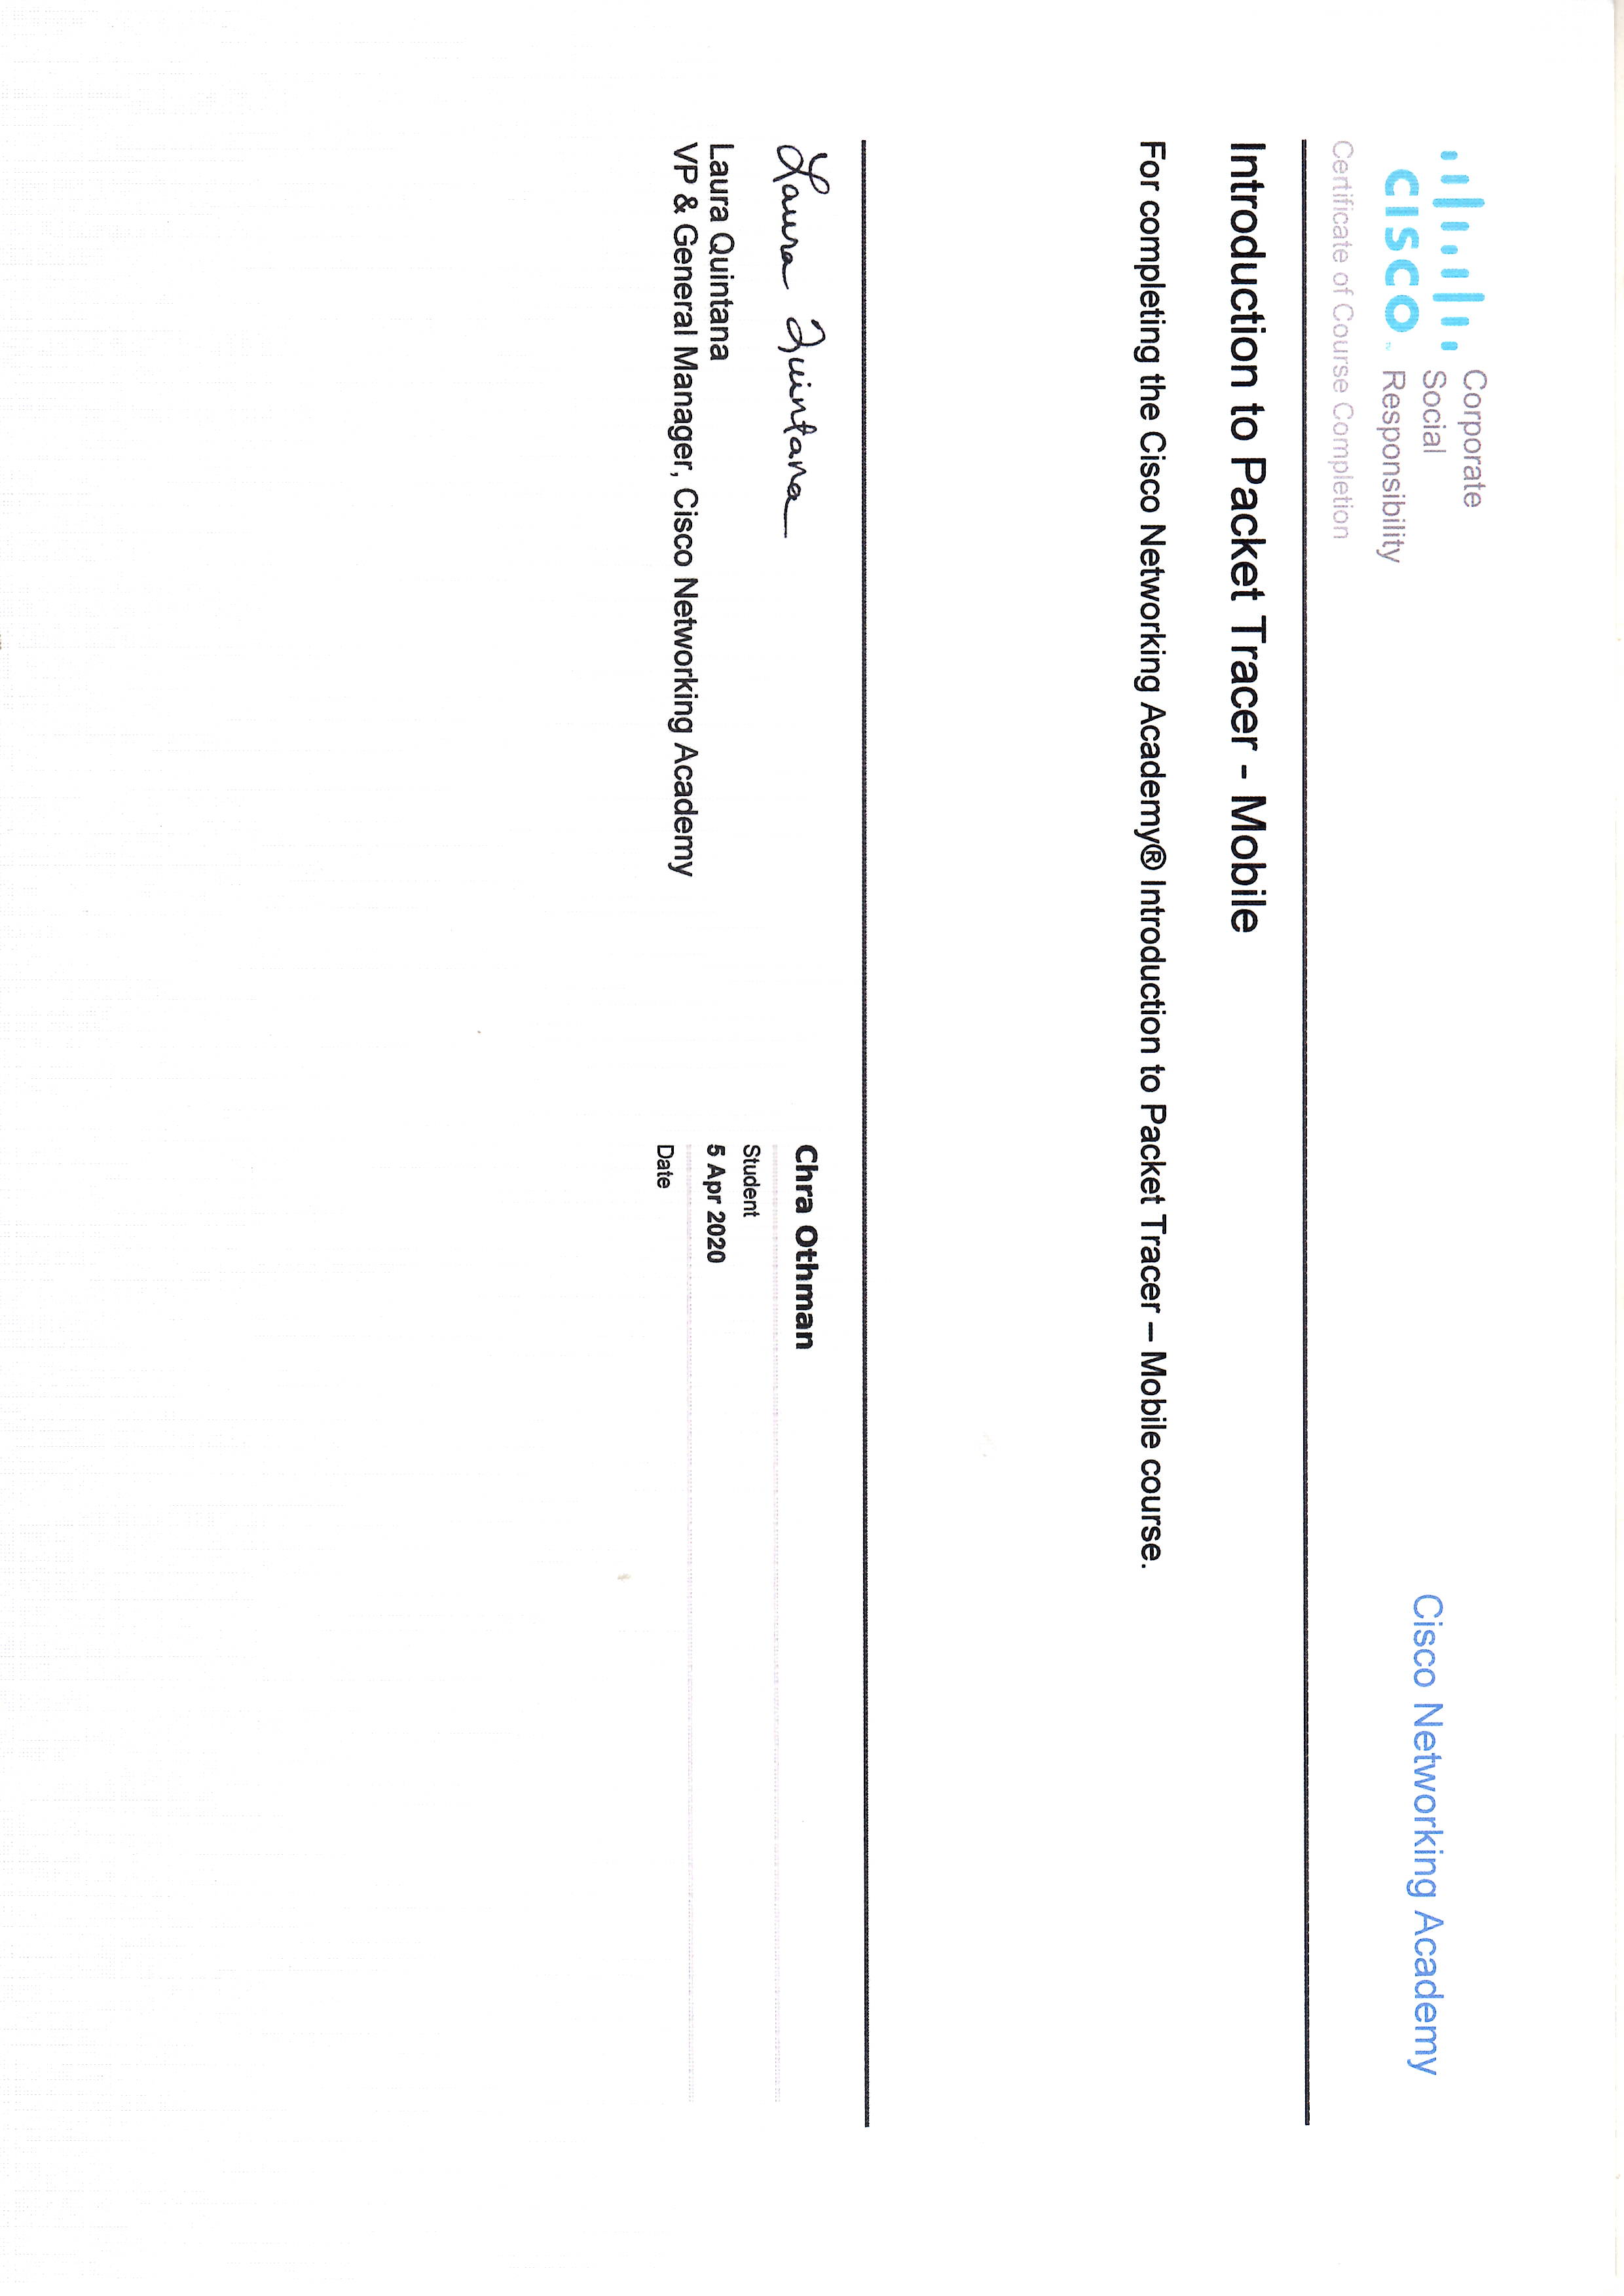 Corporate
Social
Responsibility
CISCO™
Cisco Networking Academy
Certificate of Course Completion
Introduction to Packet Tracer - Mobile
For completing the Cisco Networking Academy® Introduction to Packet Tracer – Mobile course.
Laura Quintana
Laura Quintana
VP & General Manager, Cisco Networking Academy
Chra Othman
Student
5 Apr 2020
Date